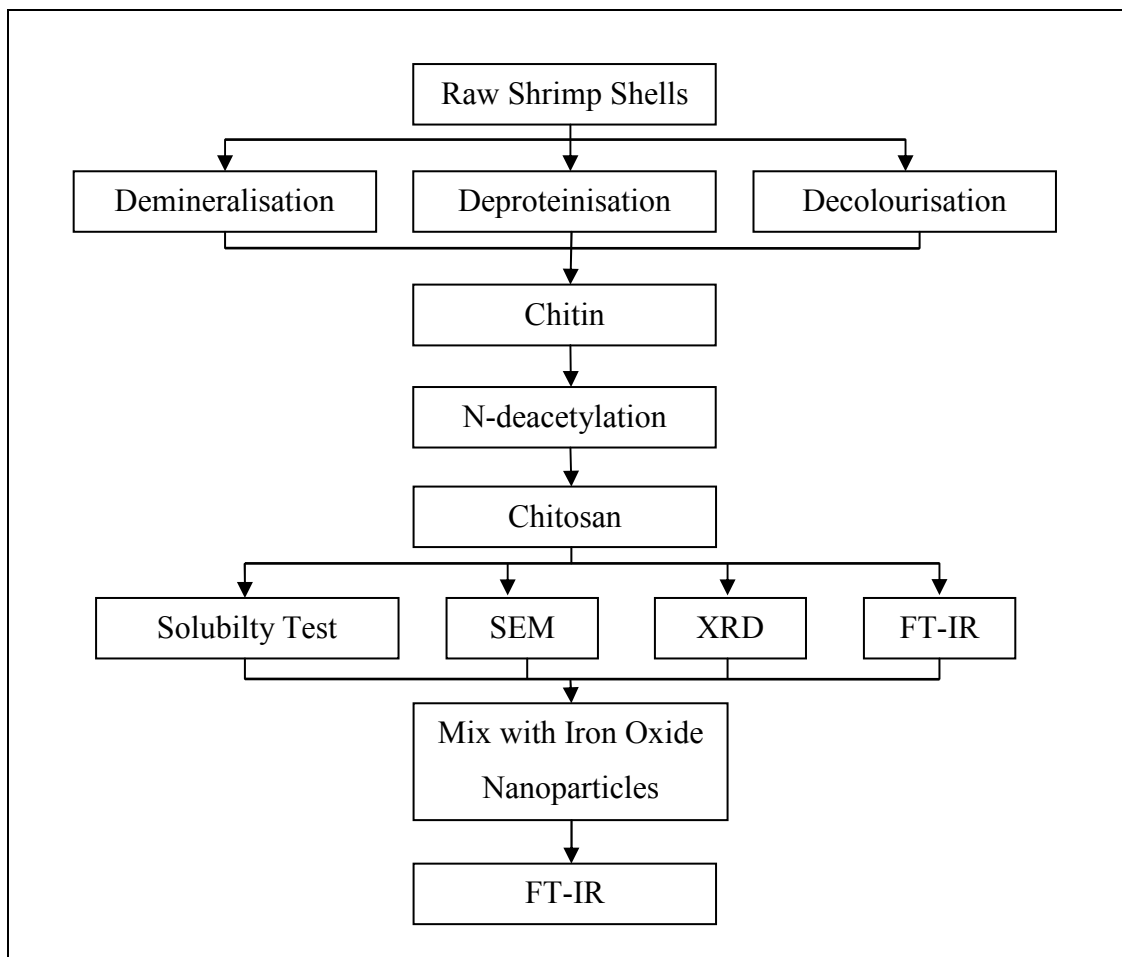 Raw Shrimp Shells
Demineralisation
Deproteinisation
Decolourisation
Chitin
N-deacetylation
Chitosan
Solubilty Test
SEM
XRD
FT-IR
Mix with Iron Oxide
Nanoparticles
FT-IR